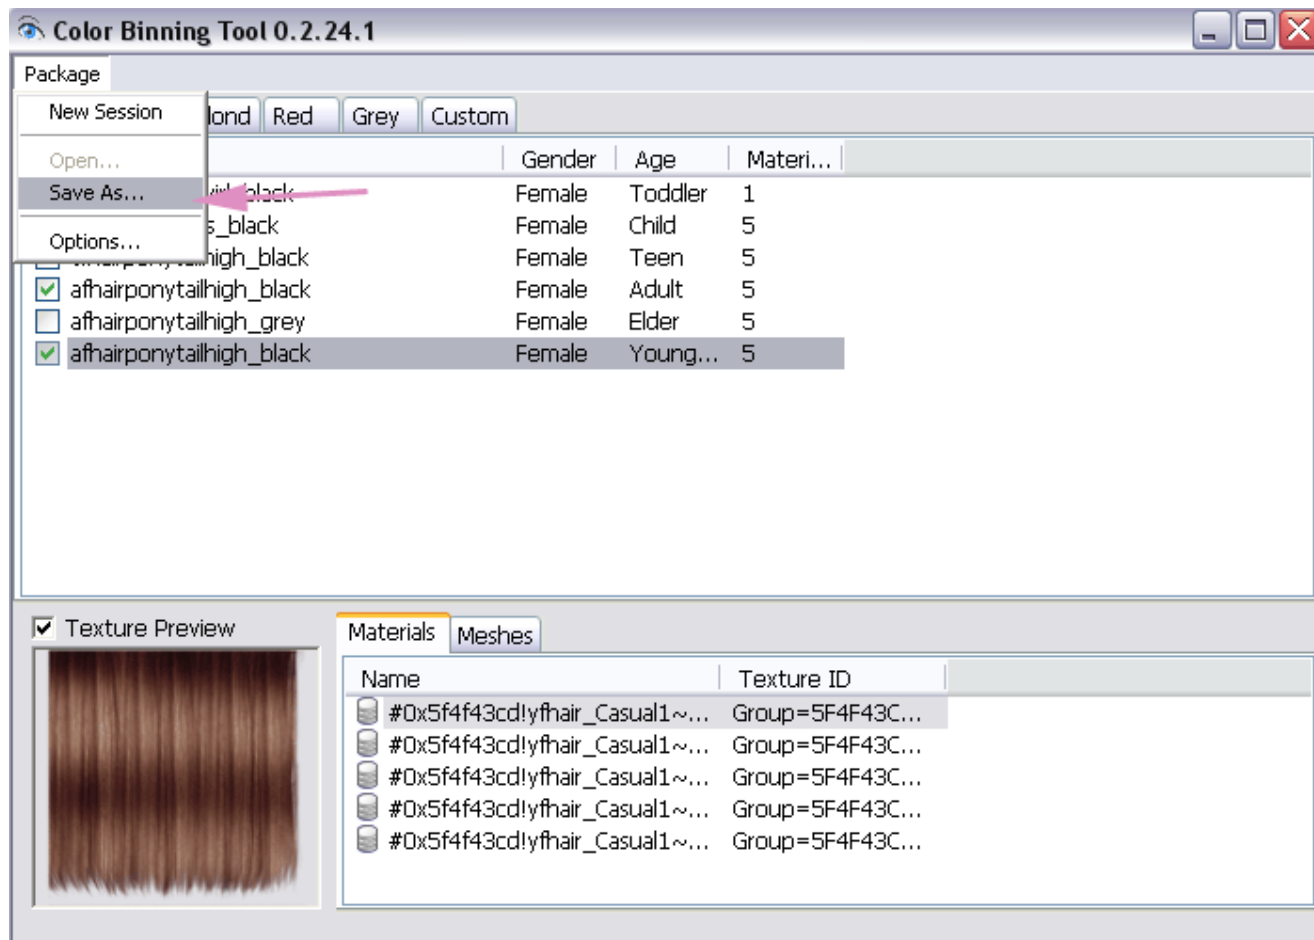 Color Binning Tool 0.2.24.1
Package
New Session
Open...
Save As...
Options...
lond Red Grey Custom
Gender Age Materi...
black Female Toddler 1
s_black Female Child 5
afhairponytailhigh_black Female Teen 5
afhairponytailhigh_black Female Adult 5
afhairponytailhigh_grey Female Elder 5
afhairponytailhigh_black Female Young... 5
Texture Preview
Materials Meshes
Name Texture ID
#0x5f4f43cd!yfhair_Casual1~... Group=5F4F43C...
#0x5f4f43cd!yfhair_Casual1~... Group=5F4F43C...
#0x5f4f43cd!yfhair_Casual1~... Group=5F4F43C...
#0x5f4f43cd!yfhair_Casual1~... Group=5F4F43C...
#0x5f4f43cd!yfhair_Casual1~... Group=5F4F43C...